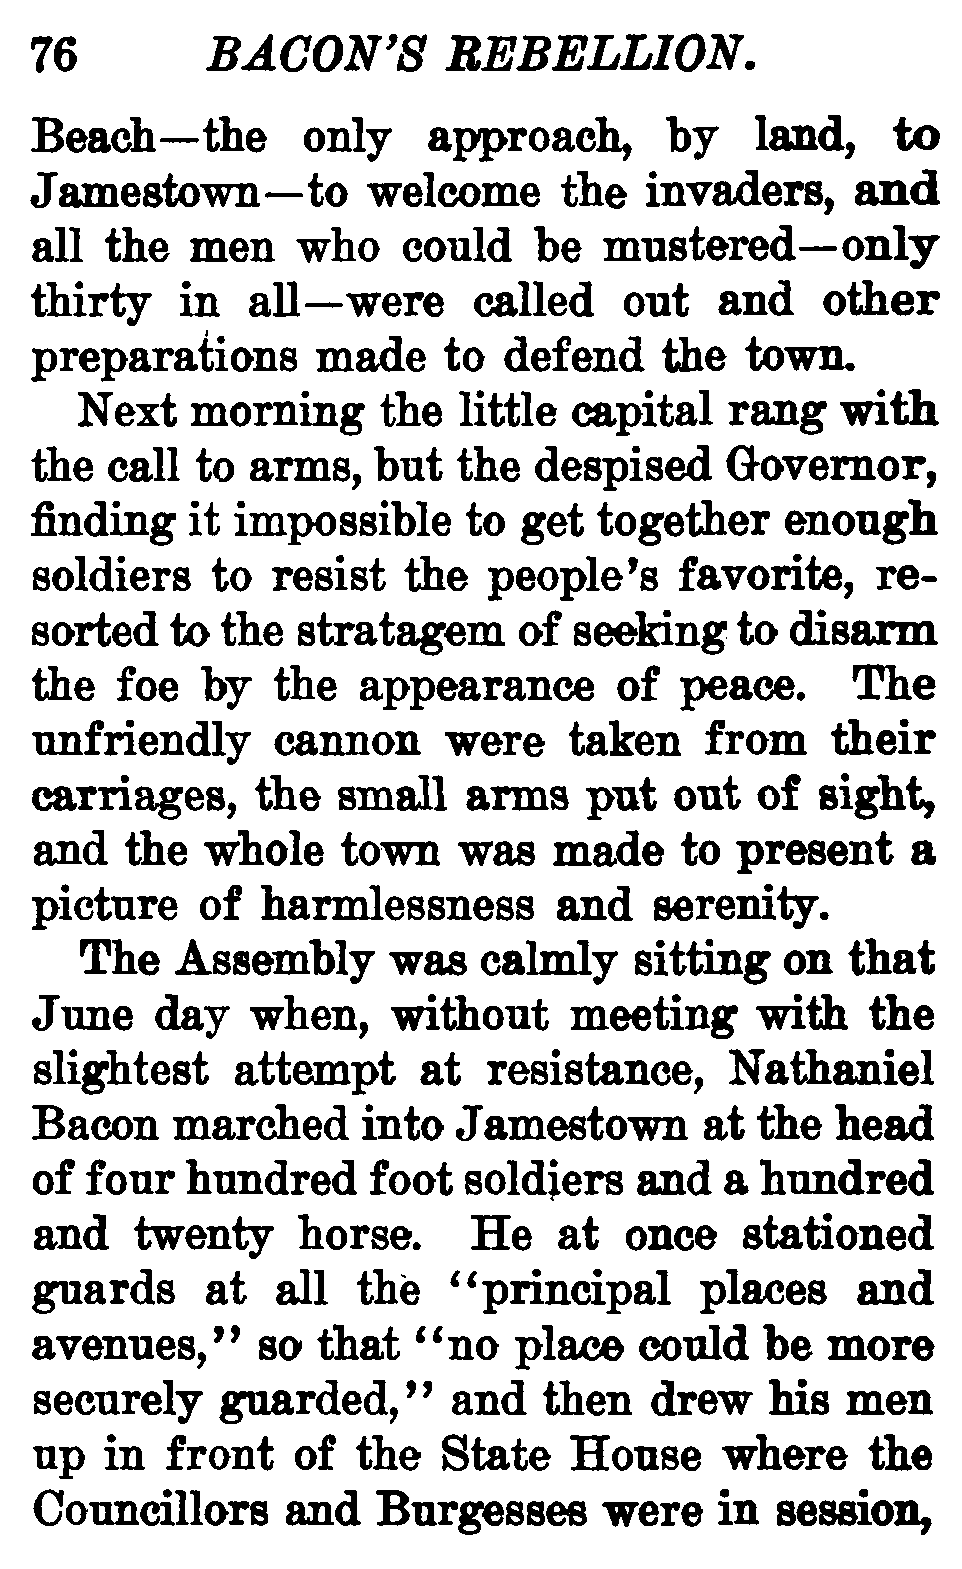 76 BACON'S REBELLION.
Beach—the only approach, by land, to
Jamestown—to welcome the invaders, and
all the men who could be mustered—only
thirty in all—were called out and other
preparations made to defend the town.
Next morning the little capital rang with
the call to arms, but the despised Governor,
finding it impossible to get together enough
soldiers to resist the people's favorite, re-
sorted to the stratagem of seeking to disarm
the foe by the appearance of peace. The
unfriendly cannon were taken from their
carriages, the small arms put out of sight,
and the whole town was made to present a
picture of harmlessness and serenity.
The Assembly was calmly sitting on that
June day when, without meeting with the
slightest attempt at resistance, Nathaniel
Bacon marched into Jamestown at the head
of four hundred foot soldiers and a hundred
and twenty horse. He at once stationed
guards at all the "principal places and
avenues," so that "no place could be more
securely guarded," and then drew his men
up in front of the State House where the
Councillors and Burgesses were in session,